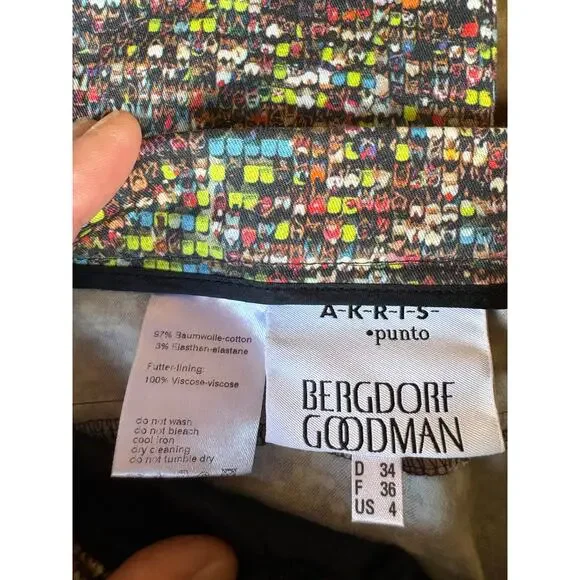 97% Baumwolle-cotton
3% Elasthan-elastane
Futter-lining:
100% Viscose-viscose
do not wash
do not bleach
cool iron
dry cleaning
do not tumble dry
A-K-R-I-S-
•punto
BERGDORF
GOODMAN
D 34
F 36
US 4